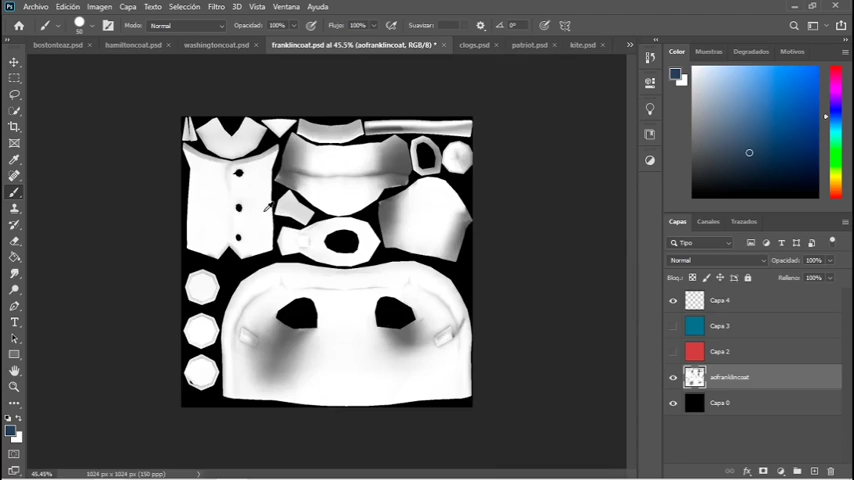 Archivo Edición Imagen Capa Texto Selección Filtro 3D Vista Ventana Ayuda
50 Modo: Normal Opacidad: 100% Flujo: 100% Suavizar: 0°
bostonteaz.psd × hamiltoncoat.psd × washingtoncoat.psd × franklincoat.psd al 45.5% (aofranklincoat, RGB/8) * × clogs.psd × patriot.psd × kite.psd ×
Color Muestras Degradados Motivos
Capas Canales Trazados
Tipo
Normal Opacidad: 100%
Bloq.: Relleno: 100%
Capa 4
Capa 3
Capa 2
aofranklincoat
Capa 0
45.45% 1024 px x 1024 px (150 ppp)